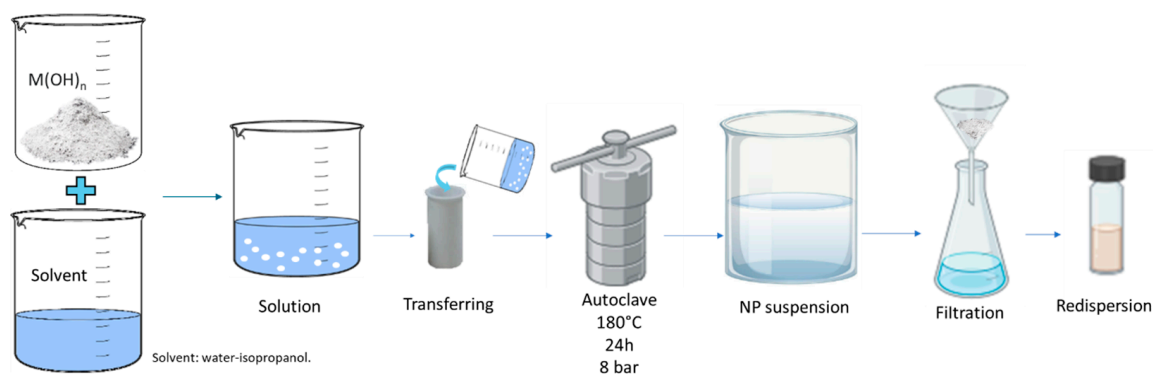 M(OH)n
Solvent
Solvent: water-isopropanol.
Solution
Transferring
Autoclave
180°C
24h
8 bar
NP suspension
Filtration
Redispersion